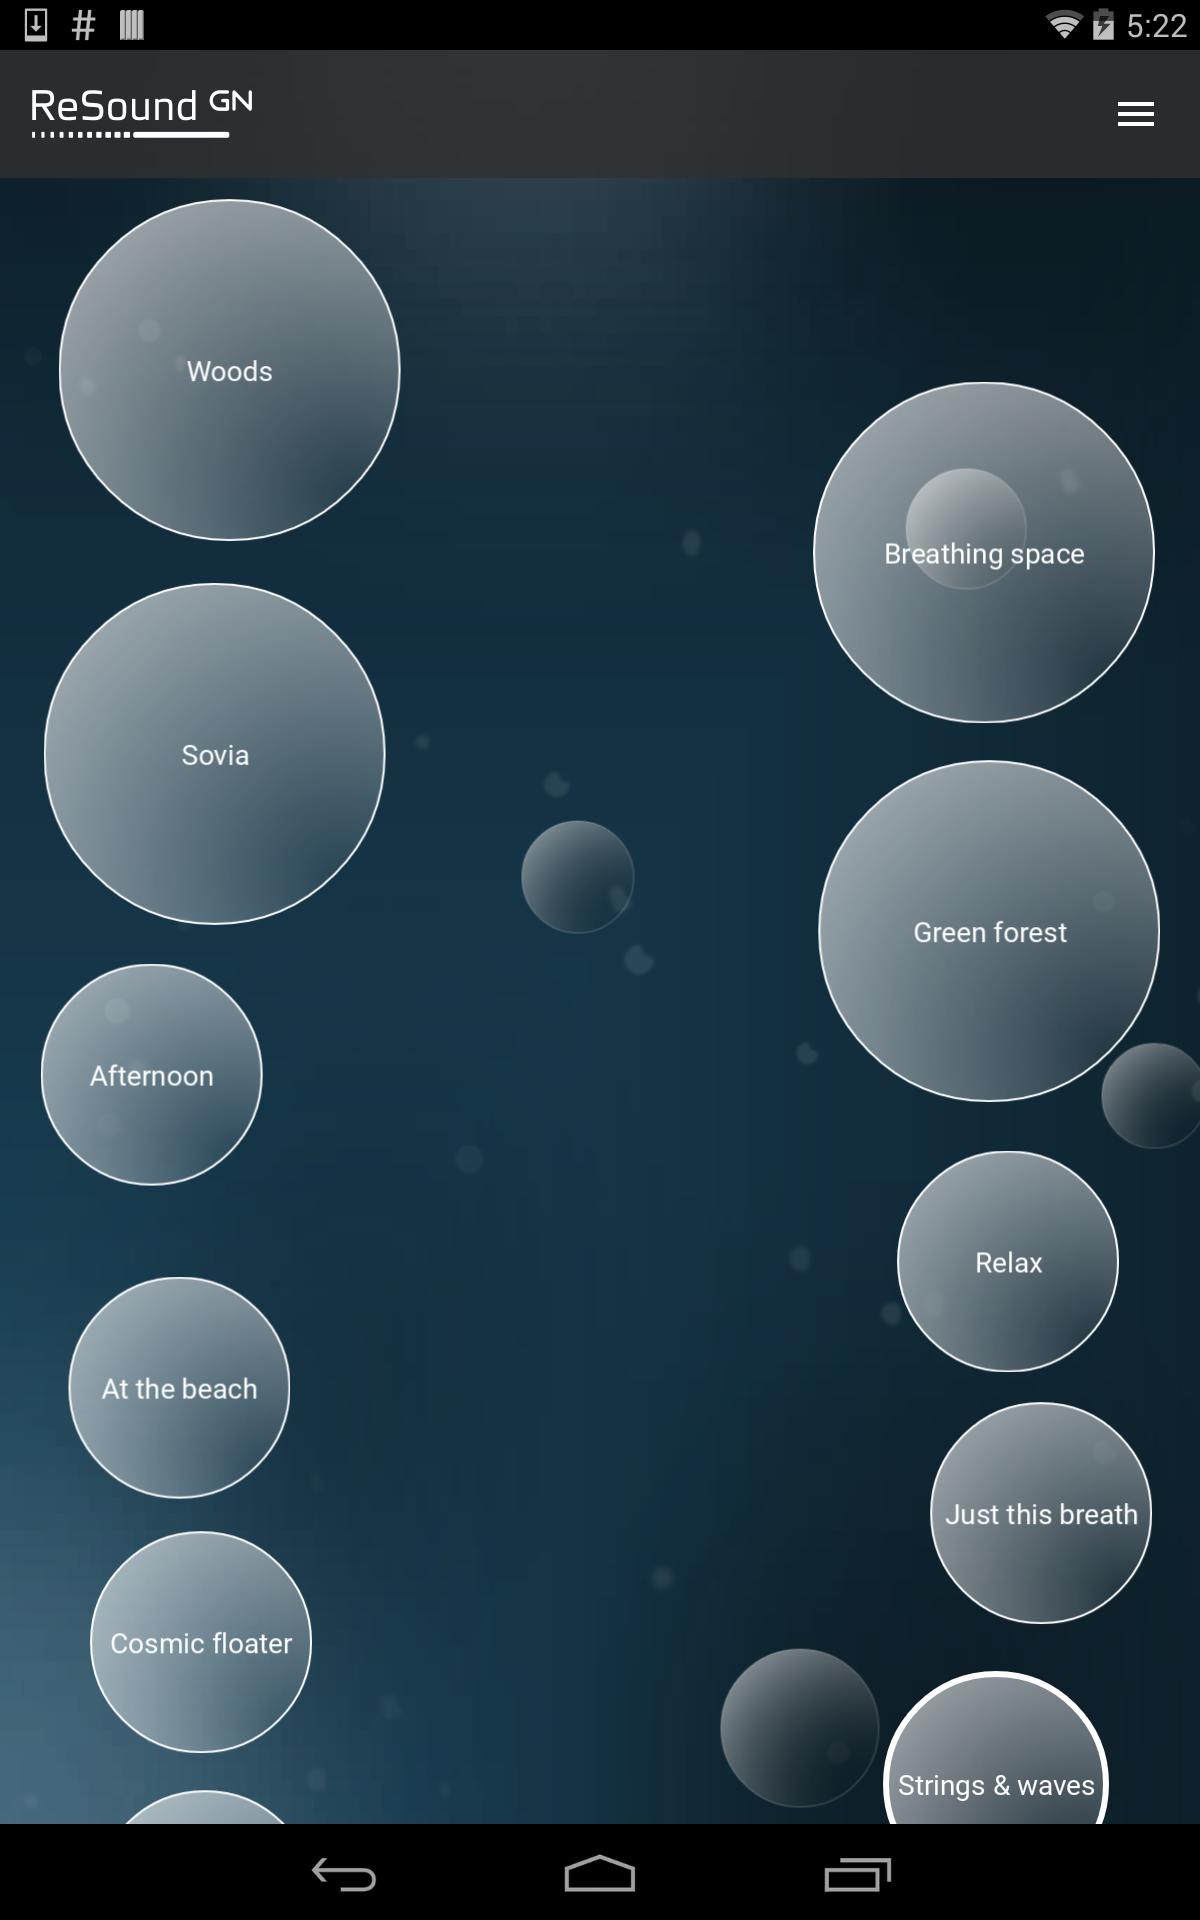 5:22
ReSound GN
Woods
Breathing space
Sovia
Green forest
Afternoon
Relax
At the beach
Just this breath
Cosmic floater
Strings & waves